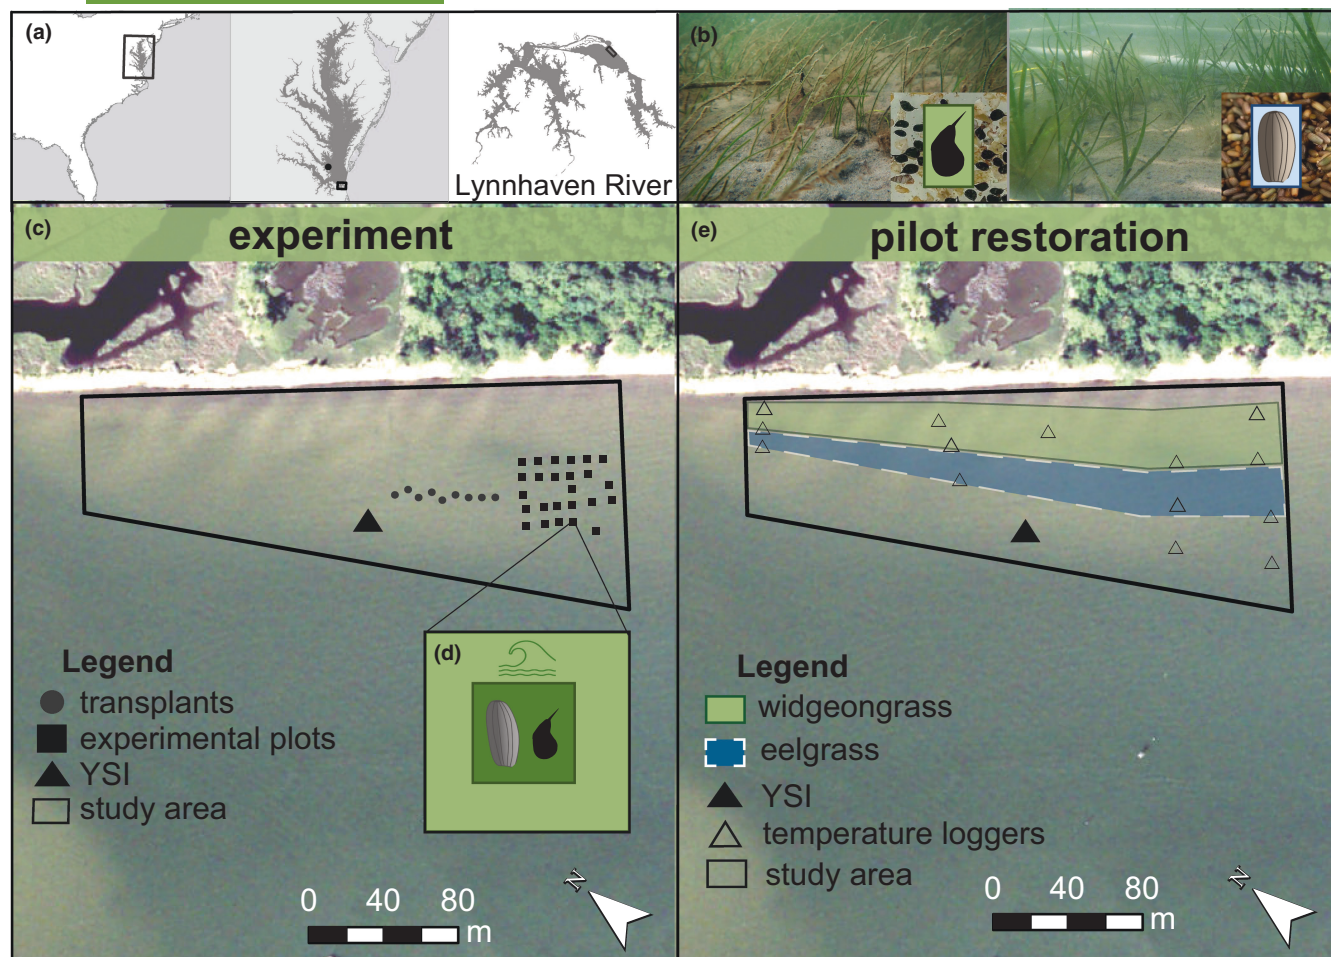 (a)
Lynnhaven River
(b)
(c)
experiment
(d)
Legend
transplants
experimental plots
YSI
study area
0 40 80
m
N
(e)
pilot restoration
Legend
widgeongrass
eelgrass
YSI
temperature loggers
study area
0 40 80
m
N